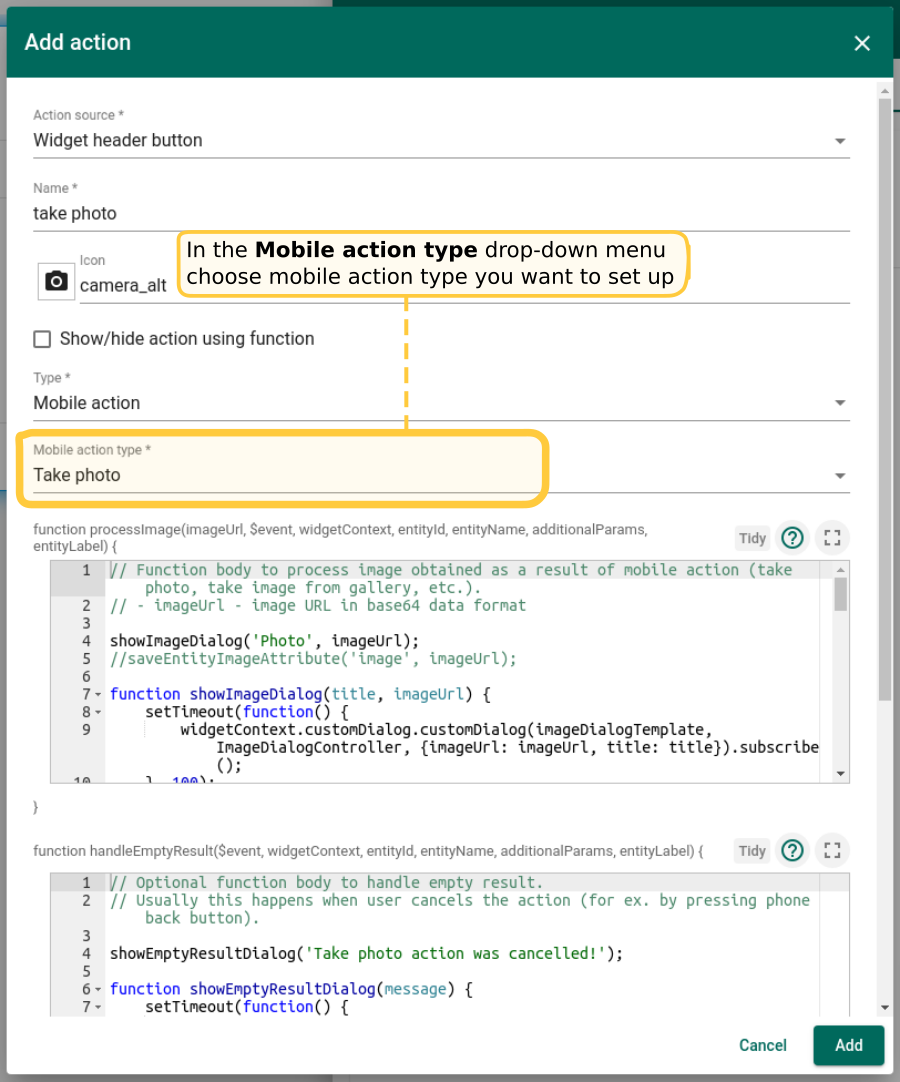 Add action
Action source *
Widget header button
Name *
take photo
In the Mobile action type drop-down menu
choose mobile action type you want to set up
Icon
camera_alt
Show/hide action using function
Type *
Mobile action
Mobile action type *
Take photo
function processImage(imageUrl, $event, widgetContext, entityId, entityName, additionalParams,
entityLabel) {
Tidy
1 // Function body to process image obtained as a result of mobile action (take
photo, take image from gallery, etc.).
2 // - imageUrl - image URL in base64 data format
3
4 showImageDialog('Photo', imageUrl);
5 //saveEntityImageAttribute('image', imageUrl);
6
7 function showImageDialog(title, imageUrl) {
8 setTimeout(function() {
9 widgetContext.customDialog.customDialog(imageDialogTemplate,
ImageDialogController, {imageUrl: imageUrl, title: title}).subscribe
();
10 }, 100);
}
function handleEmptyResult($event, widgetContext, entityId, entityName, additionalParams, entityLabel) {
Tidy
1 // Optional function body to handle empty result.
2 // Usually this happens when user cancels the action (for ex. by pressing phone
back button).
3
4 showEmptyResultDialog('Take photo action was cancelled!');
5
6 function showEmptyResultDialog(message) {
7 setTimeout(function() {
Cancel
Add